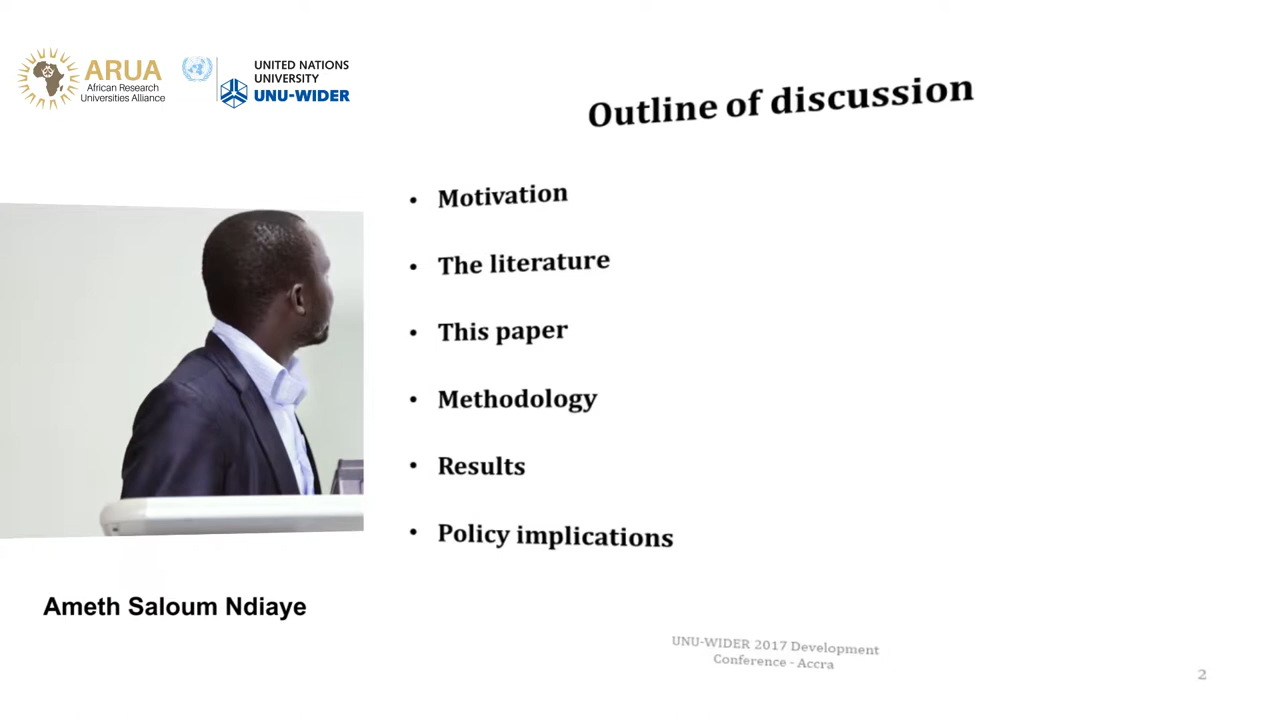 ARUA
African Research
Universities Alliance
UNITED NATIONS
UNIVERSITY
UNU-WIDER
Outline of discussion
• Motivation
• The literature
• This paper
• Methodology
• Results
• Policy implications
Ameth Saloum Ndiaye
UNU-WIDER 2017 Development
Conference - Accra
2